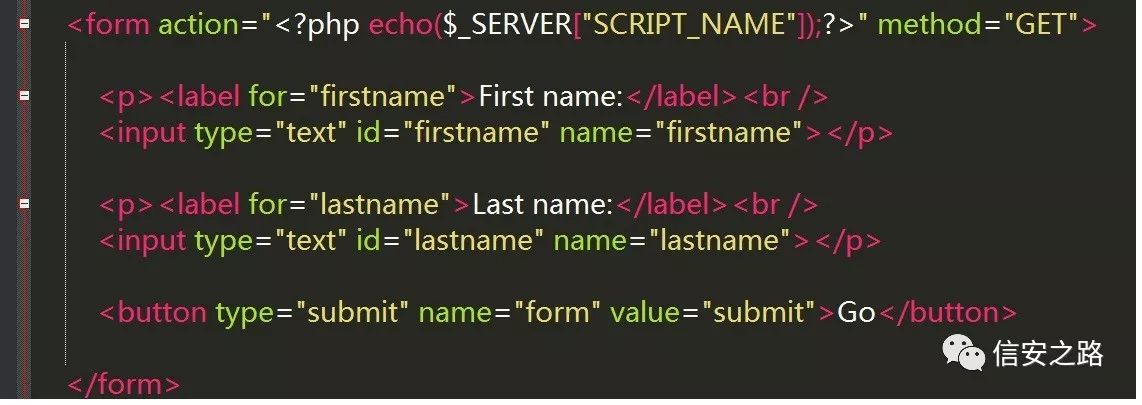 <form action="<?php echo($_SERVER["SCRIPT_NAME"]);?>" method="GET">
<p><label for="firstname">First name:</label><br />
<input type="text" id="firstname" name="firstname"></p>
<p><label for="lastname">Last name:</label><br />
<input type="text" id="lastname" name="lastname"></p>
<button type="submit" name="form" value="submit">Go</button>
信安之路
</form>